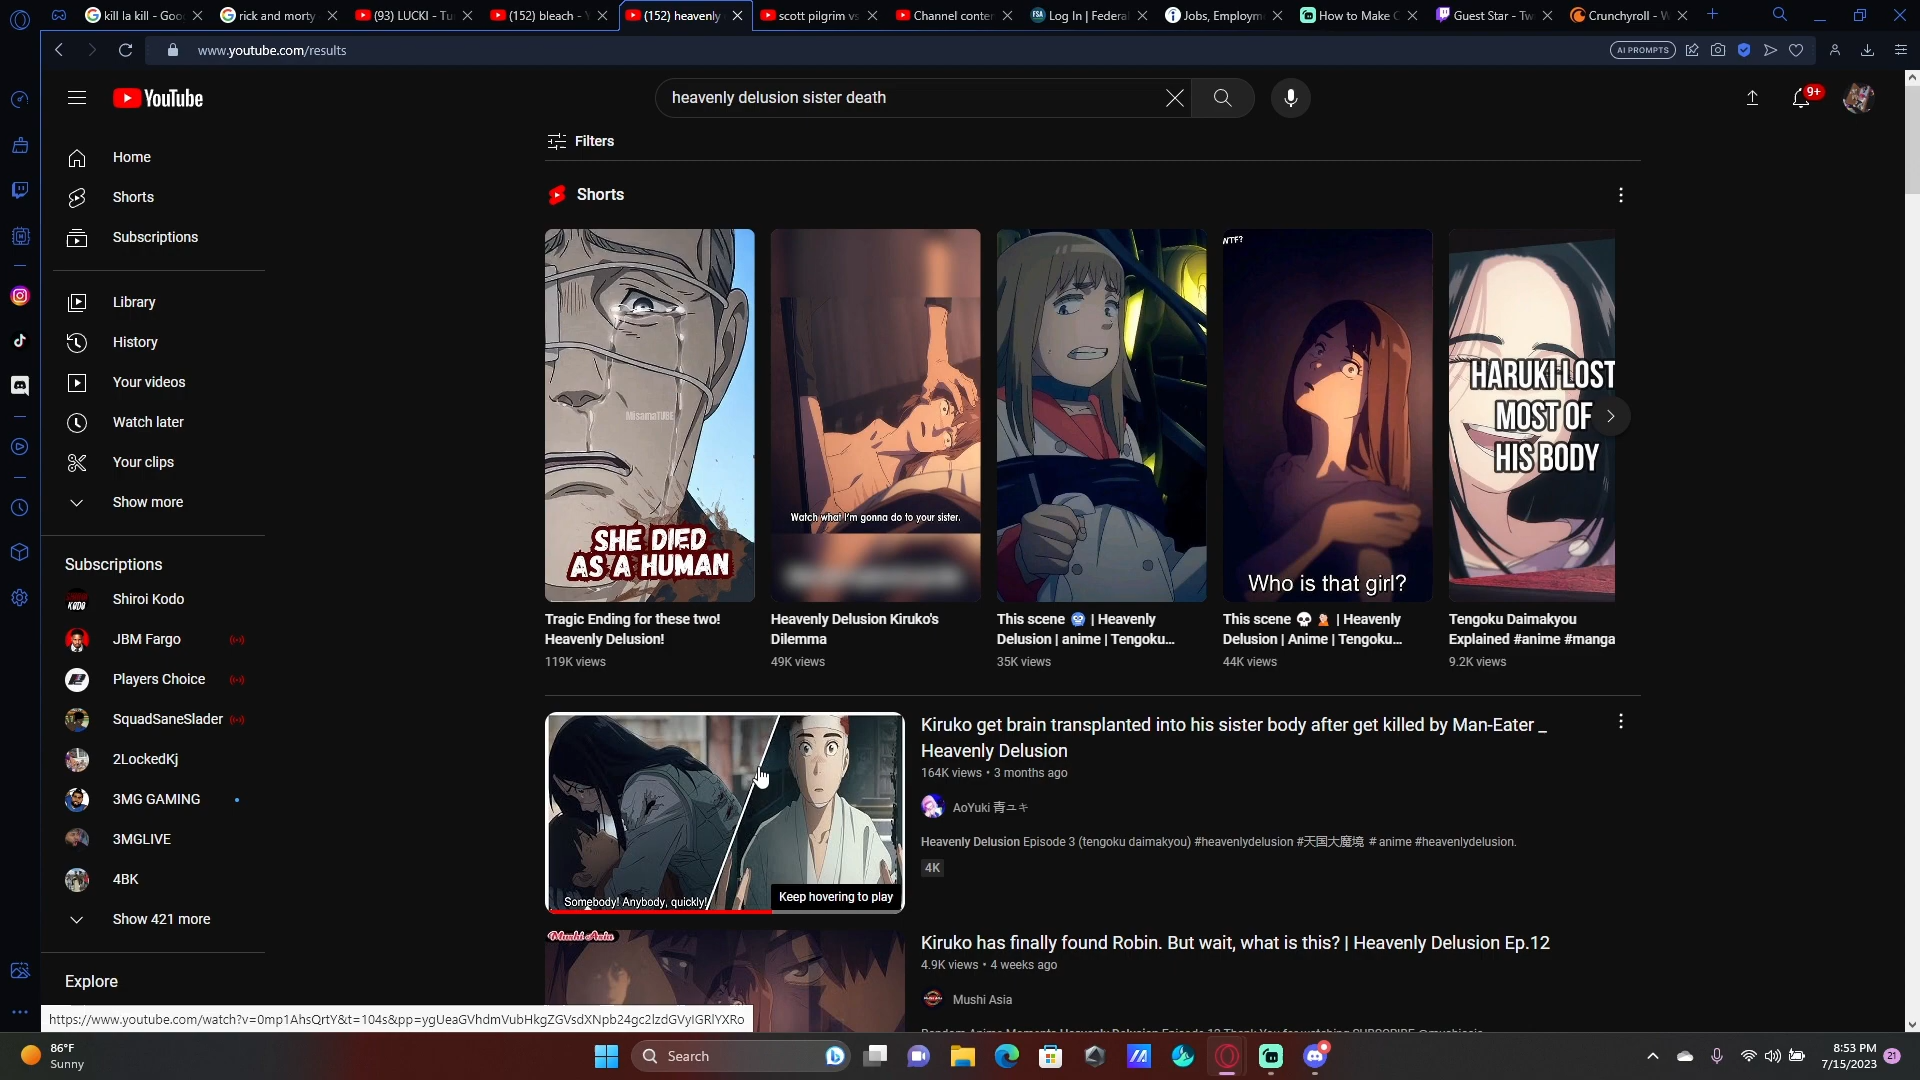 kill la kill - Goo
rick and morty
(93) LUCKI - Tu
(152) bleach - Y
(152) heavenly
scott pilgrim vs
Channel conten
Log In | Federal
Jobs, Employm
How to Make C
Guest Star - Tw
Crunchyroll - W
www.youtube.com/results
AI PROMPTS
YouTube
heavenly delusion sister death
9+
Filters
Home
Shorts
Subscriptions
Library
History
Your videos
Watch later
Your clips
Show more
Subscriptions
Shiroi Kodo
JBM Fargo
Players Choice
SquadSaneSlader
2LockedKj
3MG GAMING
3MGLIVE
4BK
Show 421 more
Explore
Shorts
MisamaTUBE
SHE DIED
AS A HUMAN
Tragic Ending for these two!
Heavenly Delusion!
119K views
Watch what I'm gonna do to your sister.
Heavenly Delusion Kiruko's
Dilemma
49K views
This scene 🥶 | Heavenly
Delusion | anime | Tengoku...
35K views
WTF?
Who is that girl?
This scene 💀 🤦 | Heavenly
Delusion | Anime | Tengoku...
44K views
HARUKI LOST
MOST OF
HIS BODY
Tengoku Daimakyou
Explained #anime #manga
9.2K views
Somebody! Anybody, quickly!
Keep hovering to play
Kiruko get brain transplanted into his sister body after get killed by Man-Eater _
Heavenly Delusion
164K views • 3 months ago
AoYuki 青ユキ
Heavenly Delusion Episode 3 (tengoku daimakyou) #heavenlydelusion #天国大魔境 #anime #heavenlydelusion.
4K
Mushi Asia
Kiruko has finally found Robin. But wait, what is this? | Heavenly Delusion Ep.12
4.9K views • 4 weeks ago
Mushi Asia
https://www.youtube.com/watch?v=0mp1AhsQrtY&t=104s&pp=ygUeaGVhdmVubHkgZGVsdXNpb24gc2lzdGVyIGRlYXRo
86°F
Sunny
Search
8:53 PM
7/15/2023
21